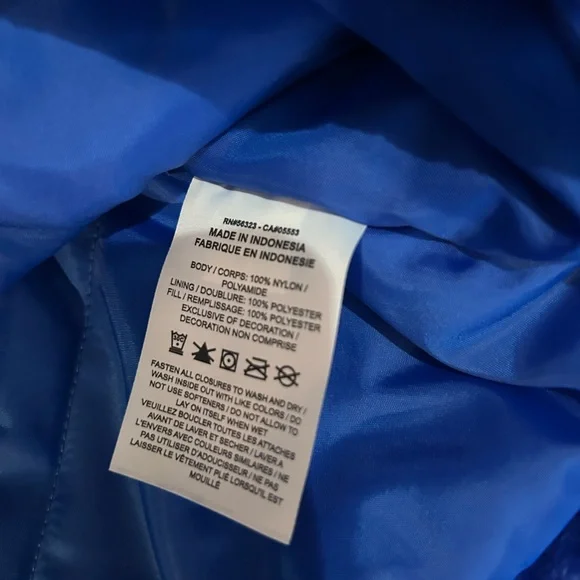 RN#56323 - CA#05553
MADE IN INDONESIA
FABRIQUE EN INDONESIE
BODY / CORPS: 100% NYLON /
POLYAMIDE
LINING / DOUBLURE: 100% POLYESTER
FILL / REMPLISSAGE: 100% POLYESTER
EXCLUSIVE OF DECORATION /
DECORATION NON COMPRISE
FASTEN ALL CLOSURES TO WASH AND DRY /
WASH INSIDE OUT WITH LIKE COLORS / DO
NOT USE SOFTENERS / DO NOT ALLOW TO
LAY ON ITSELF WHEN WET
VEUILLEZ BOUCLER TOUTES LES ATTACHES
AVANT DE LAVER ET SECHER / LAVER A
L'ENVERS AVEC COULEURS SIMILAIRES / NE
PAS UTILISER D'ADOUCISSEUR / NE PAS
LAISSER LE VÊTEMENT PLIÉ LORSQU'IL EST
MOUILLÉ